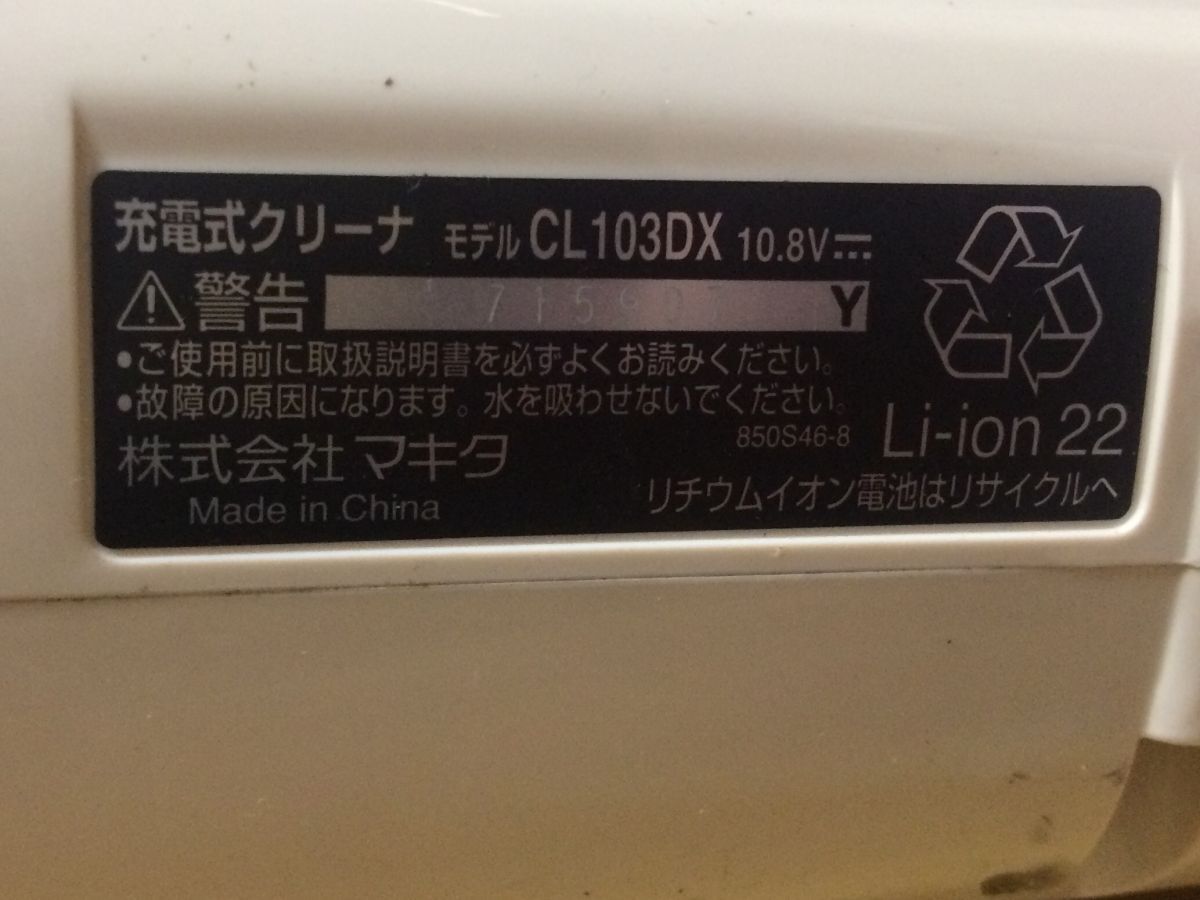 充電式クリーナ モデル CL103DX 10.8V
警告 Y
•ご使用前に取扱説明書を必ずよくお読みください。
•故障の原因になります。水を吸わせないでください。
850S46-8
株式会社マキタ
Made in China
Li-ion 22
リチウムイオン電池はリサイクルへ